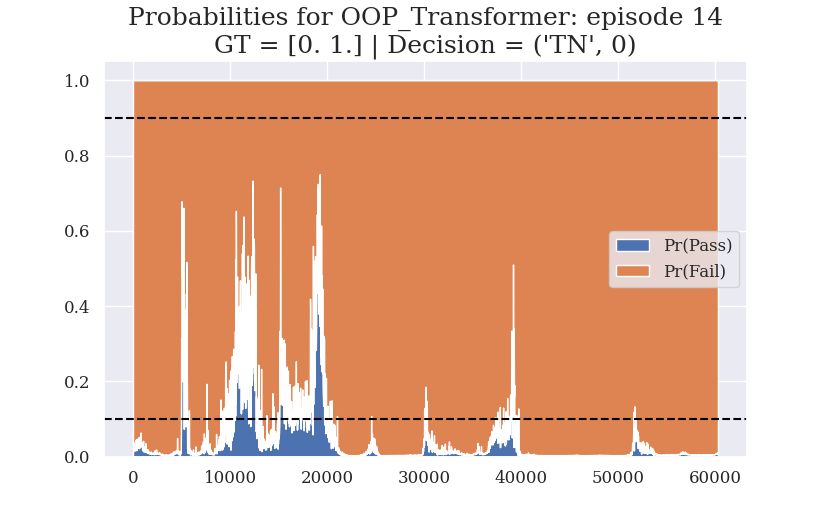 Probabilities for OOP_Transformer: episode 14
GT = [0. 1.] | Decision = ('TN', 0)
1.0
0.8
0.6
0.4
0.2
0.0
Pr(Pass)
Pr(Fail)
0 10000 20000 30000 40000 50000 60000